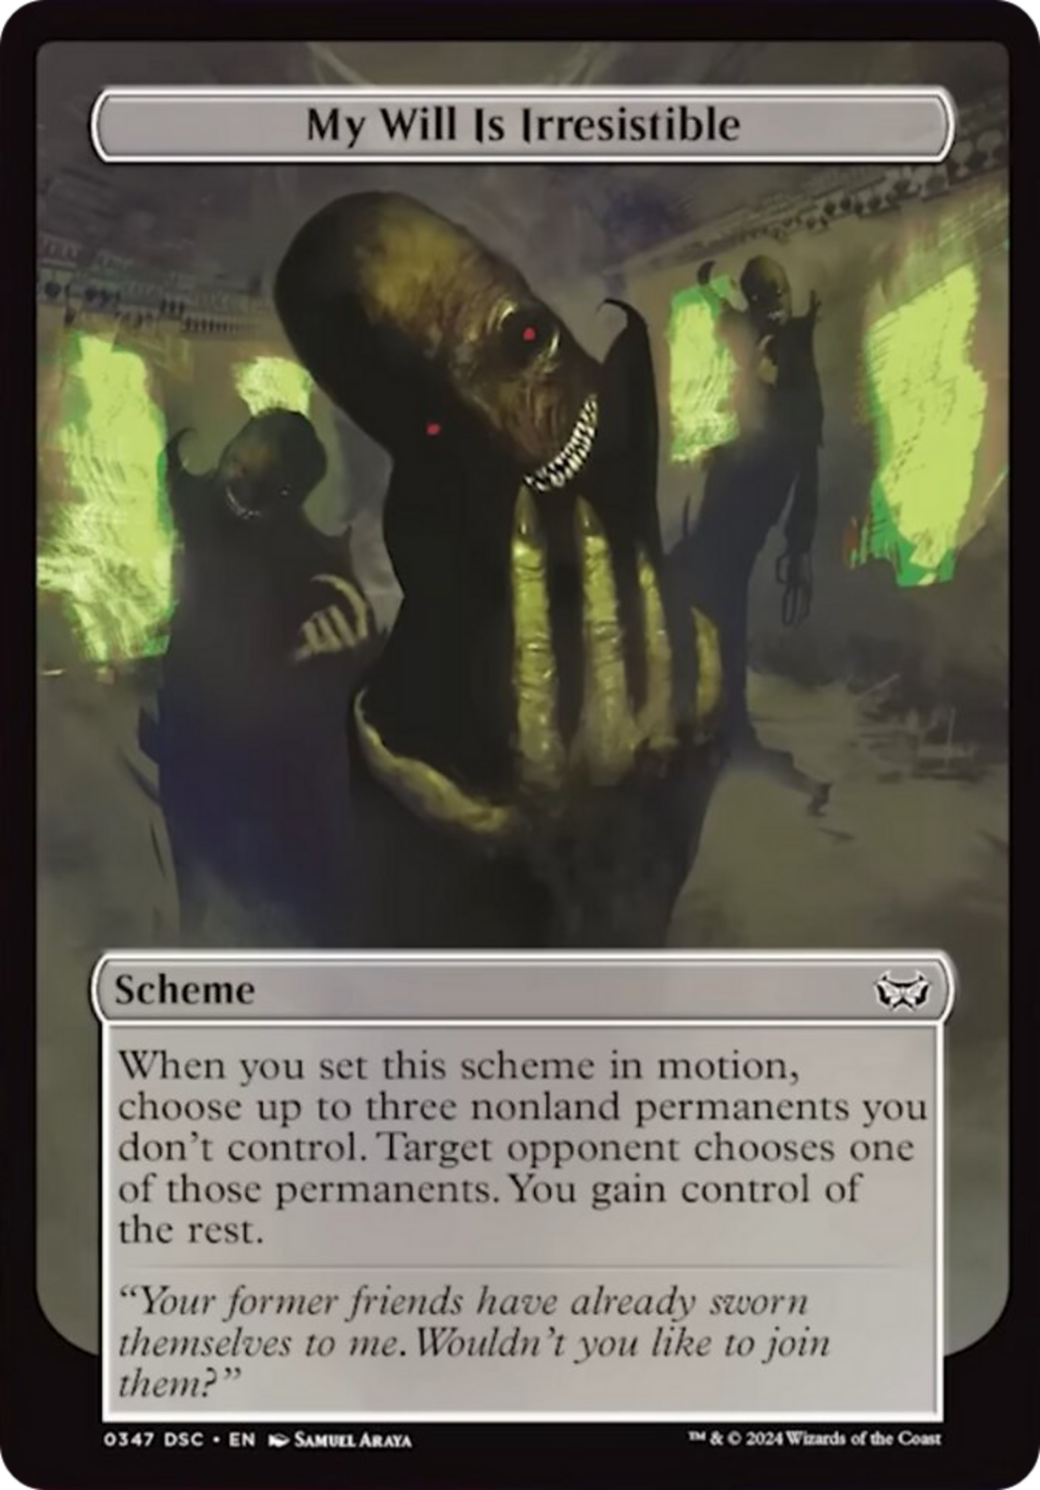 My Will Is Irresistible
Scheme
When you set this scheme in motion,
choose up to three nonland permanents you
don't control. Target opponent chooses one
of those permanents. You gain control of
the rest.
"Your former friends have already sworn
themselves to me. Wouldn't you like to join
them?"
0347 DSC • EN SAMUEL ARAYA
™ & © 2024 Wizards of the Coast